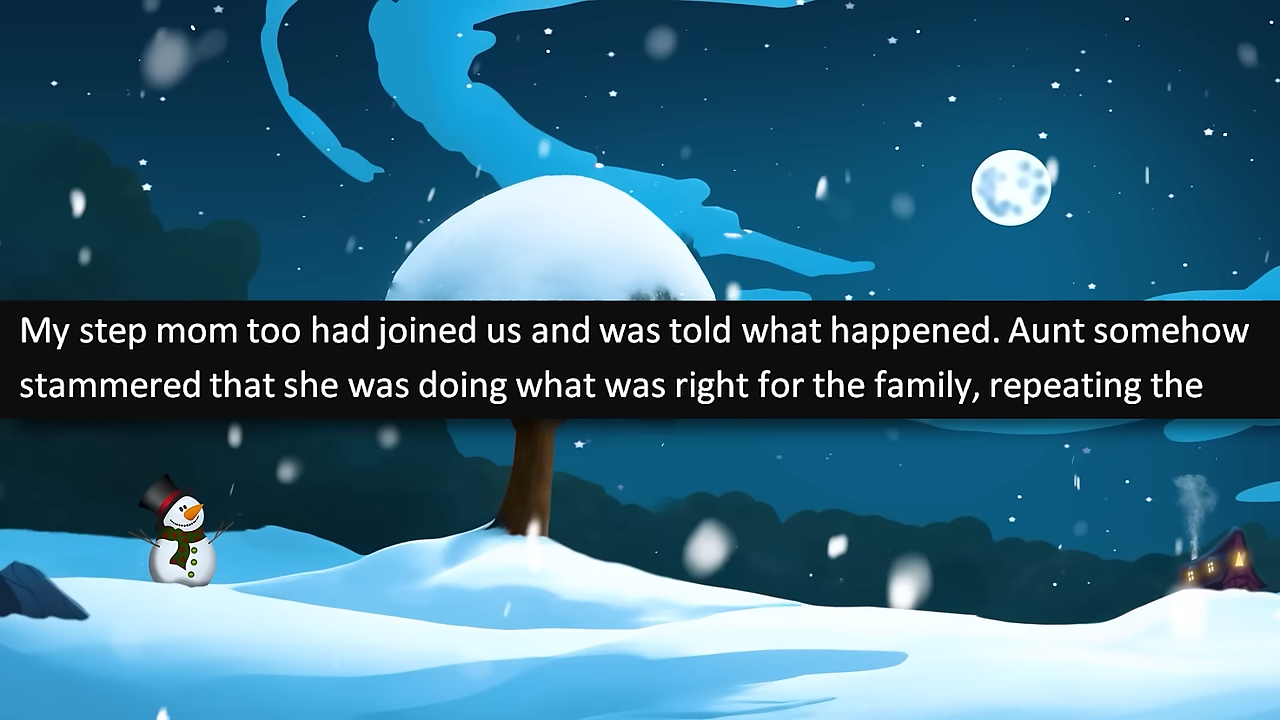 My step mom too had joined us and was told what happened. Aunt somehow
stammered that she was doing what was right for the family, repeating the